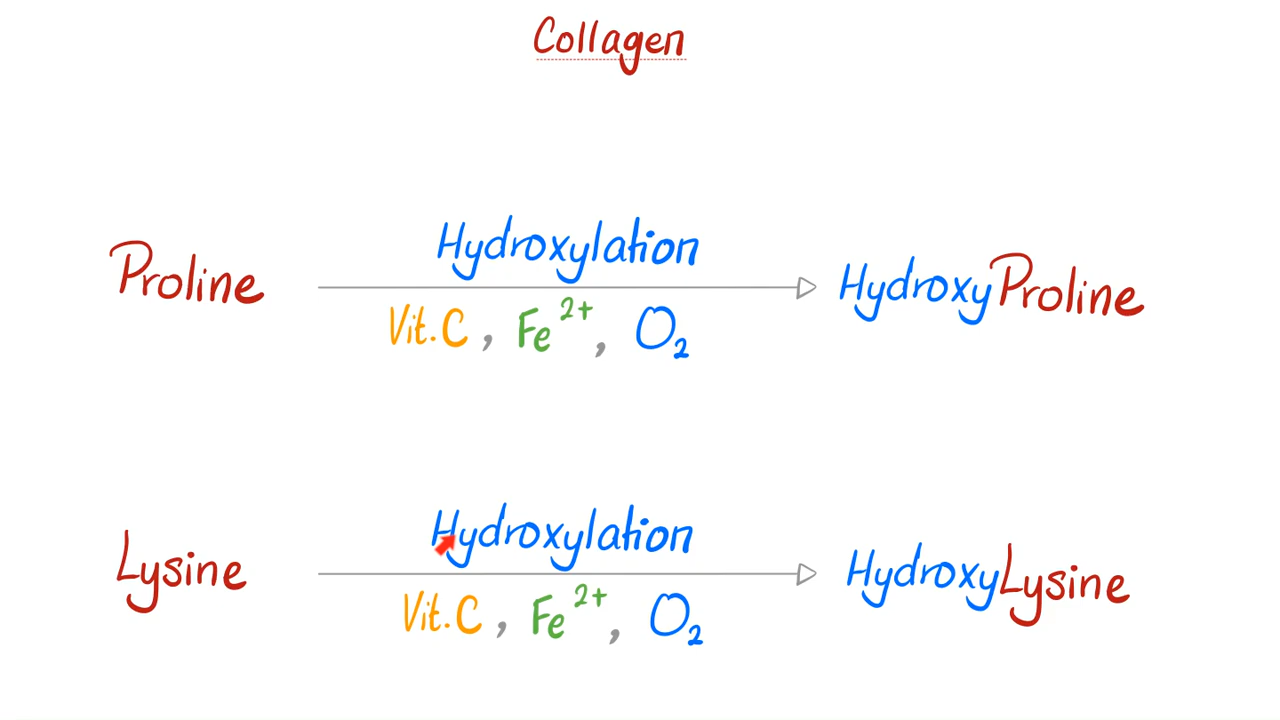 Collagen
Hydroxylation
Proline
HydroxyProline
Vit.C, Fe²⁺, O₂
Hydroxylation
Lysine
HydroxyLysine
Vit.C, Fe²⁺, O₂